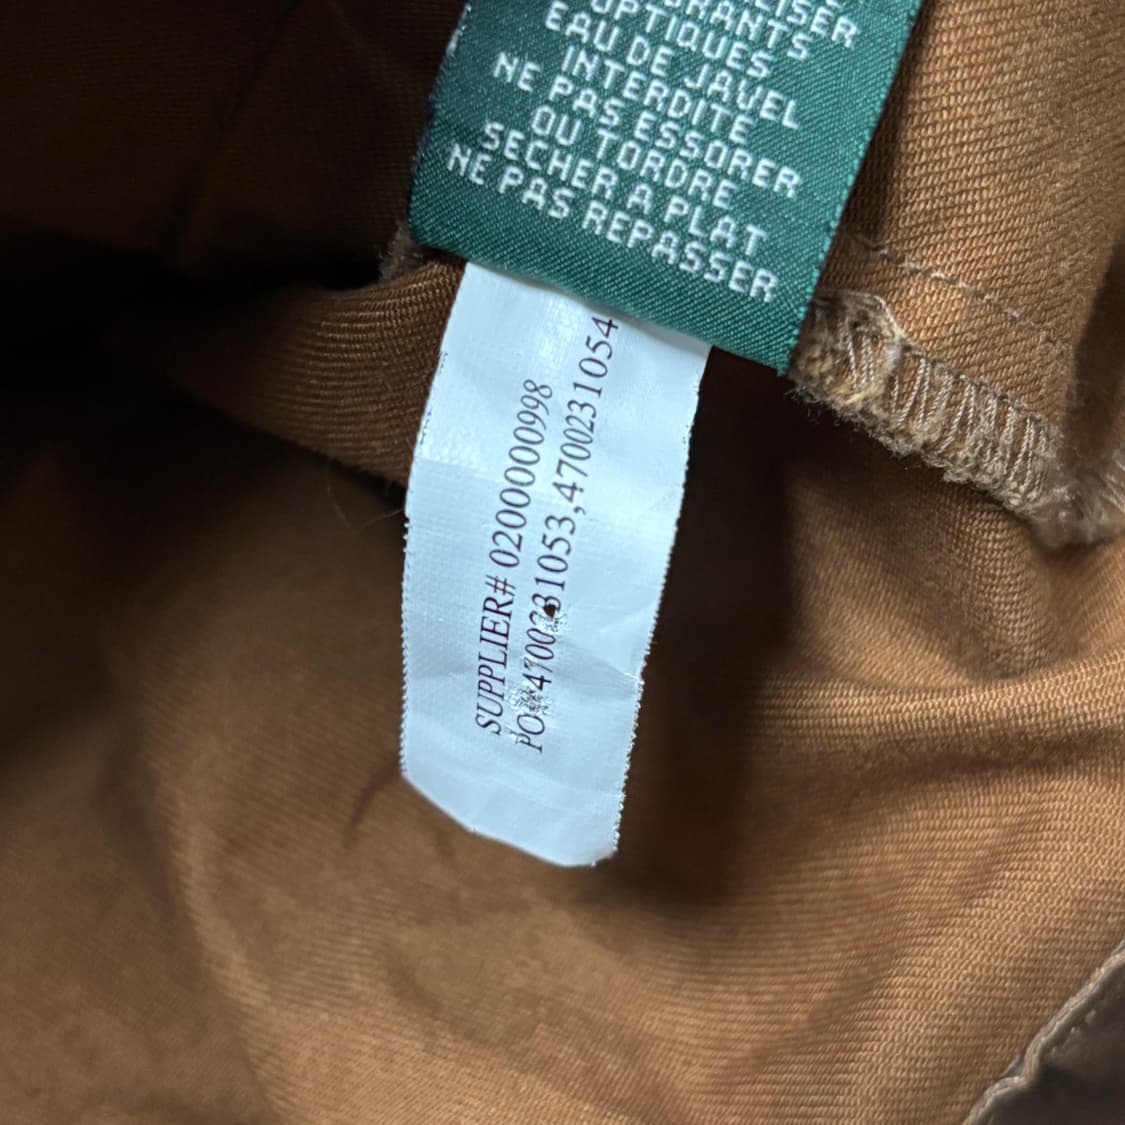 OPTIQUES
EAU DE JAVEL
INTERDITE
NE PAS ESSORER
OU TORDRE
SECHER A PLAT
NE PAS REPASSER
SUPPLIER# 0200000998
PO# 4700231053,4700231054